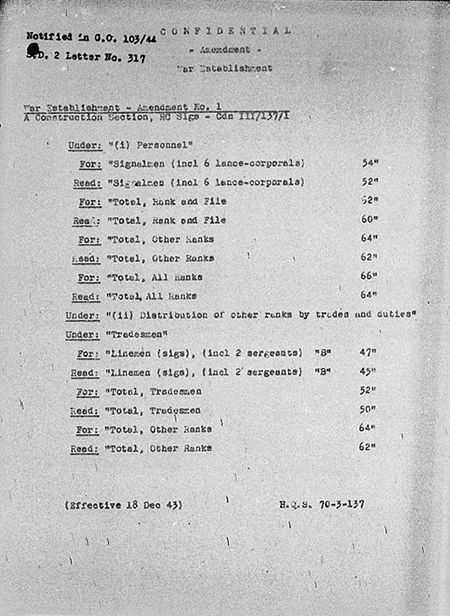 CONFIDENTIAL
Notified in G.O. 103/44
S.D. 2 Letter No. 317
- Amendment -
War Establishment
War Establishment - Amendment No. 1
A Construction Section, RC Sigs - Cdn III/137/1
Under: "(i) Personnel"
For: "Signalmen (incl 6 lance-corporals) 54"
Read: "Signalmen (incl 6 lance-corporals) 52"
For: "Total, Rank and File 62"
Read: "Total, Rank and File 60"
For: "Total, Other Ranks 64"
Read: "Total, Other Ranks 62"
For: "Total, All Ranks 66"
Read: "Total, All Ranks 64"
Under: "(ii) Distribution of other ranks by trades and duties"
Under: "Tradesmen"
For: "Linemen (sigs), (incl 2 sergeants) "B" 47"
Read: "Linemen (sigs), (incl 2 sergeants) "B" 45"
For: "Total, Tradesmen 52"
Read: "Total, Tradesmen 50"
For: "Total, Other Ranks 64"
Read: "Total, Other Ranks 62"
(Effective 18 Dec 43) H.Q.S. 70-3-137